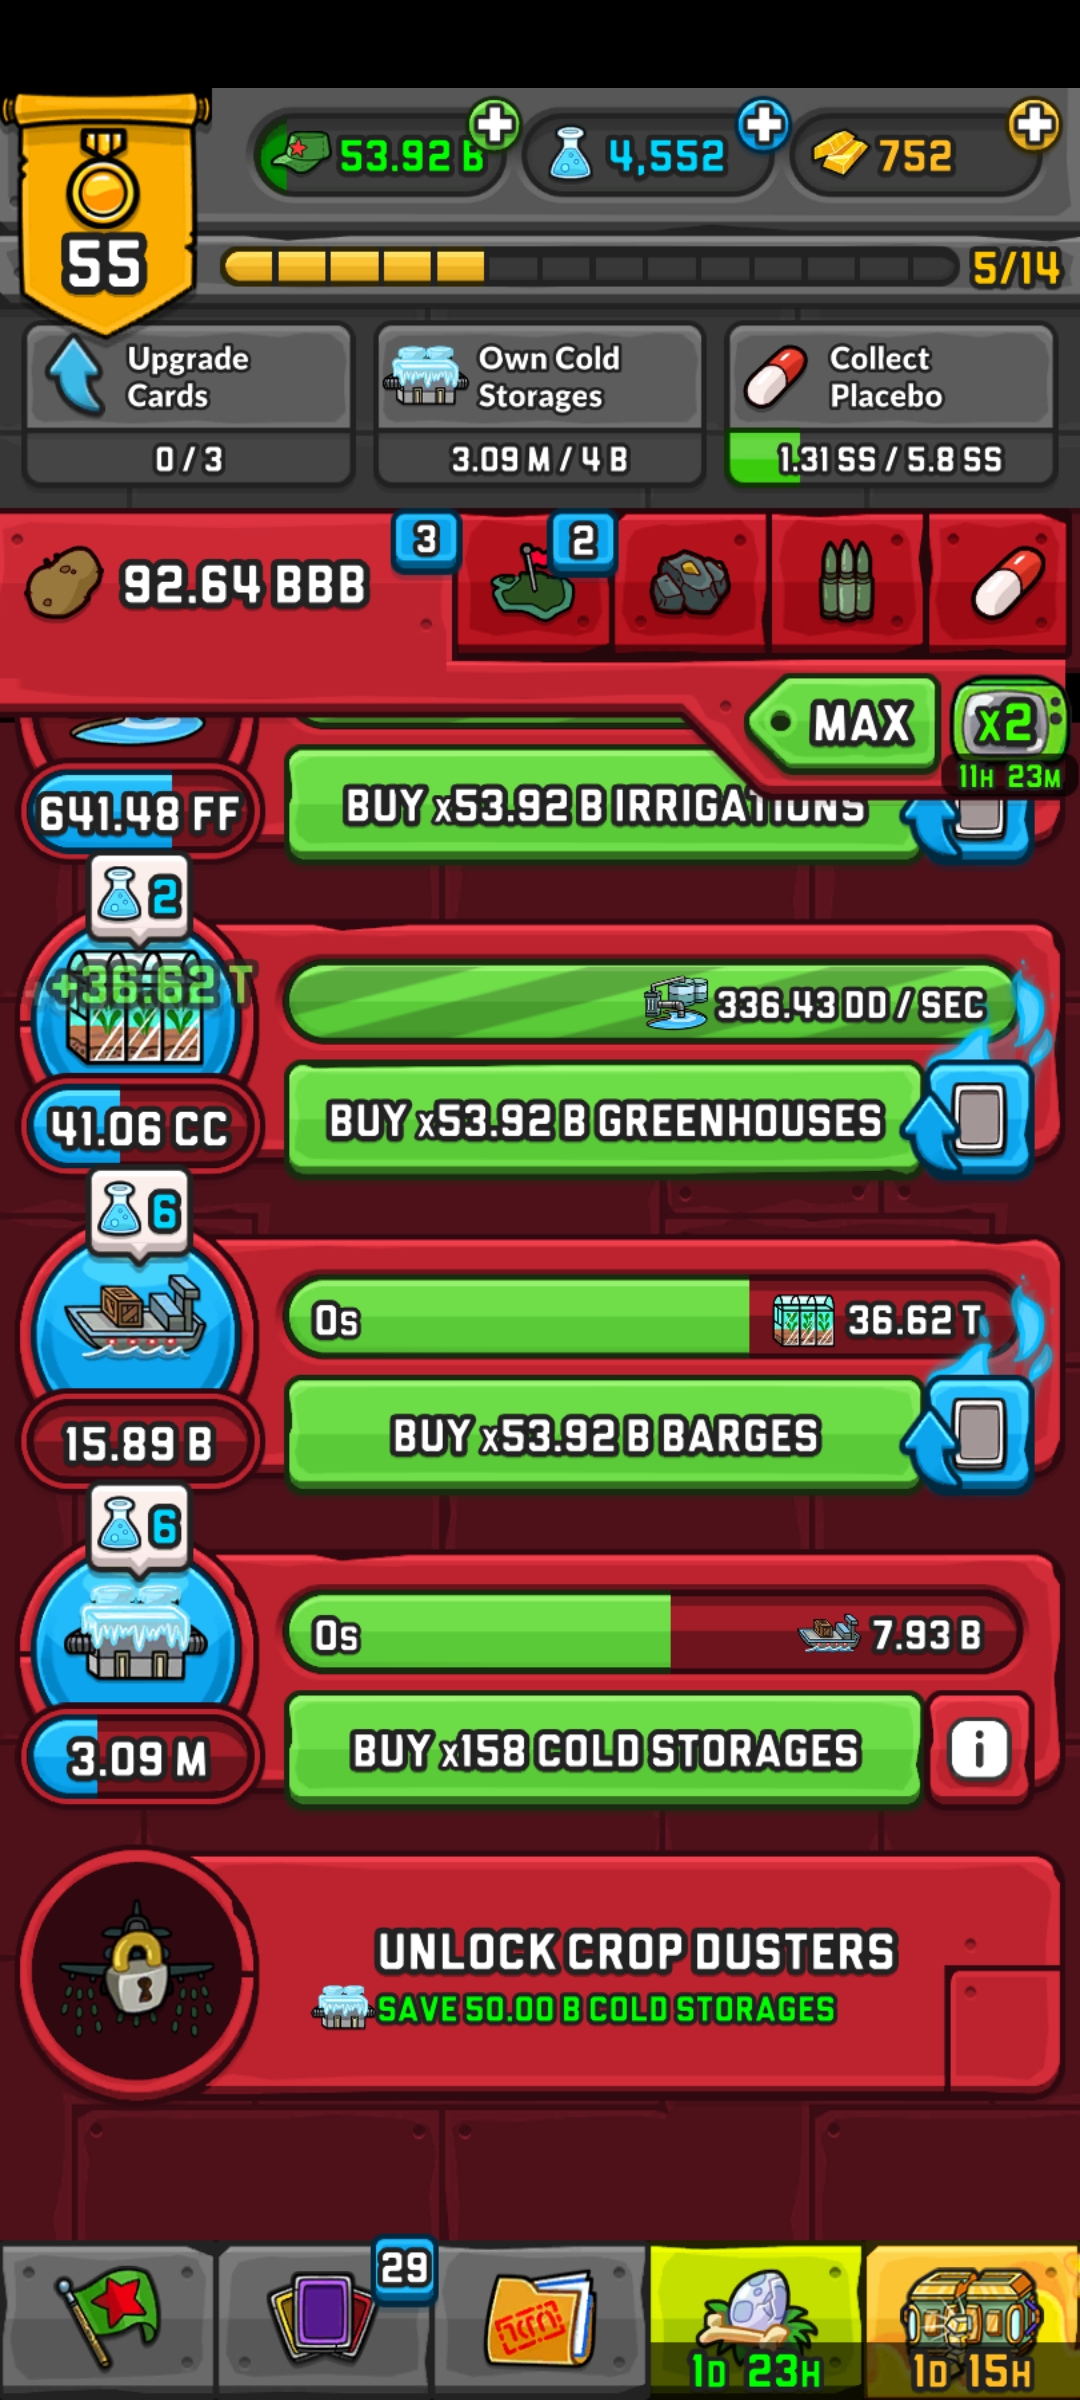 55
53.92 B
4,552
752
5/14
Upgrade
Cards
0 / 3
Own Cold
Storages
3.09 M / 4 B
Collect
Placebo
1.31 SS / 5.8 SS
92.64 BBB
3
2
MAX
x2
11H 23M
641.48 FF
BUY x53.92 B IRRIGATIONS
2
+36.62 T
336.43 DD / SEC
41.06 CC
BUY x53.92 B GREENHOUSES
6
0s
36.62 T
15.89 B
BUY x53.92 B BARGES
6
0s
7.93 B
3.09 M
BUY x158 COLD STORAGES
i
UNLOCK CROP DUSTERS
SAVE 50.00 B COLD STORAGES
29
1D 23H
1D 15H